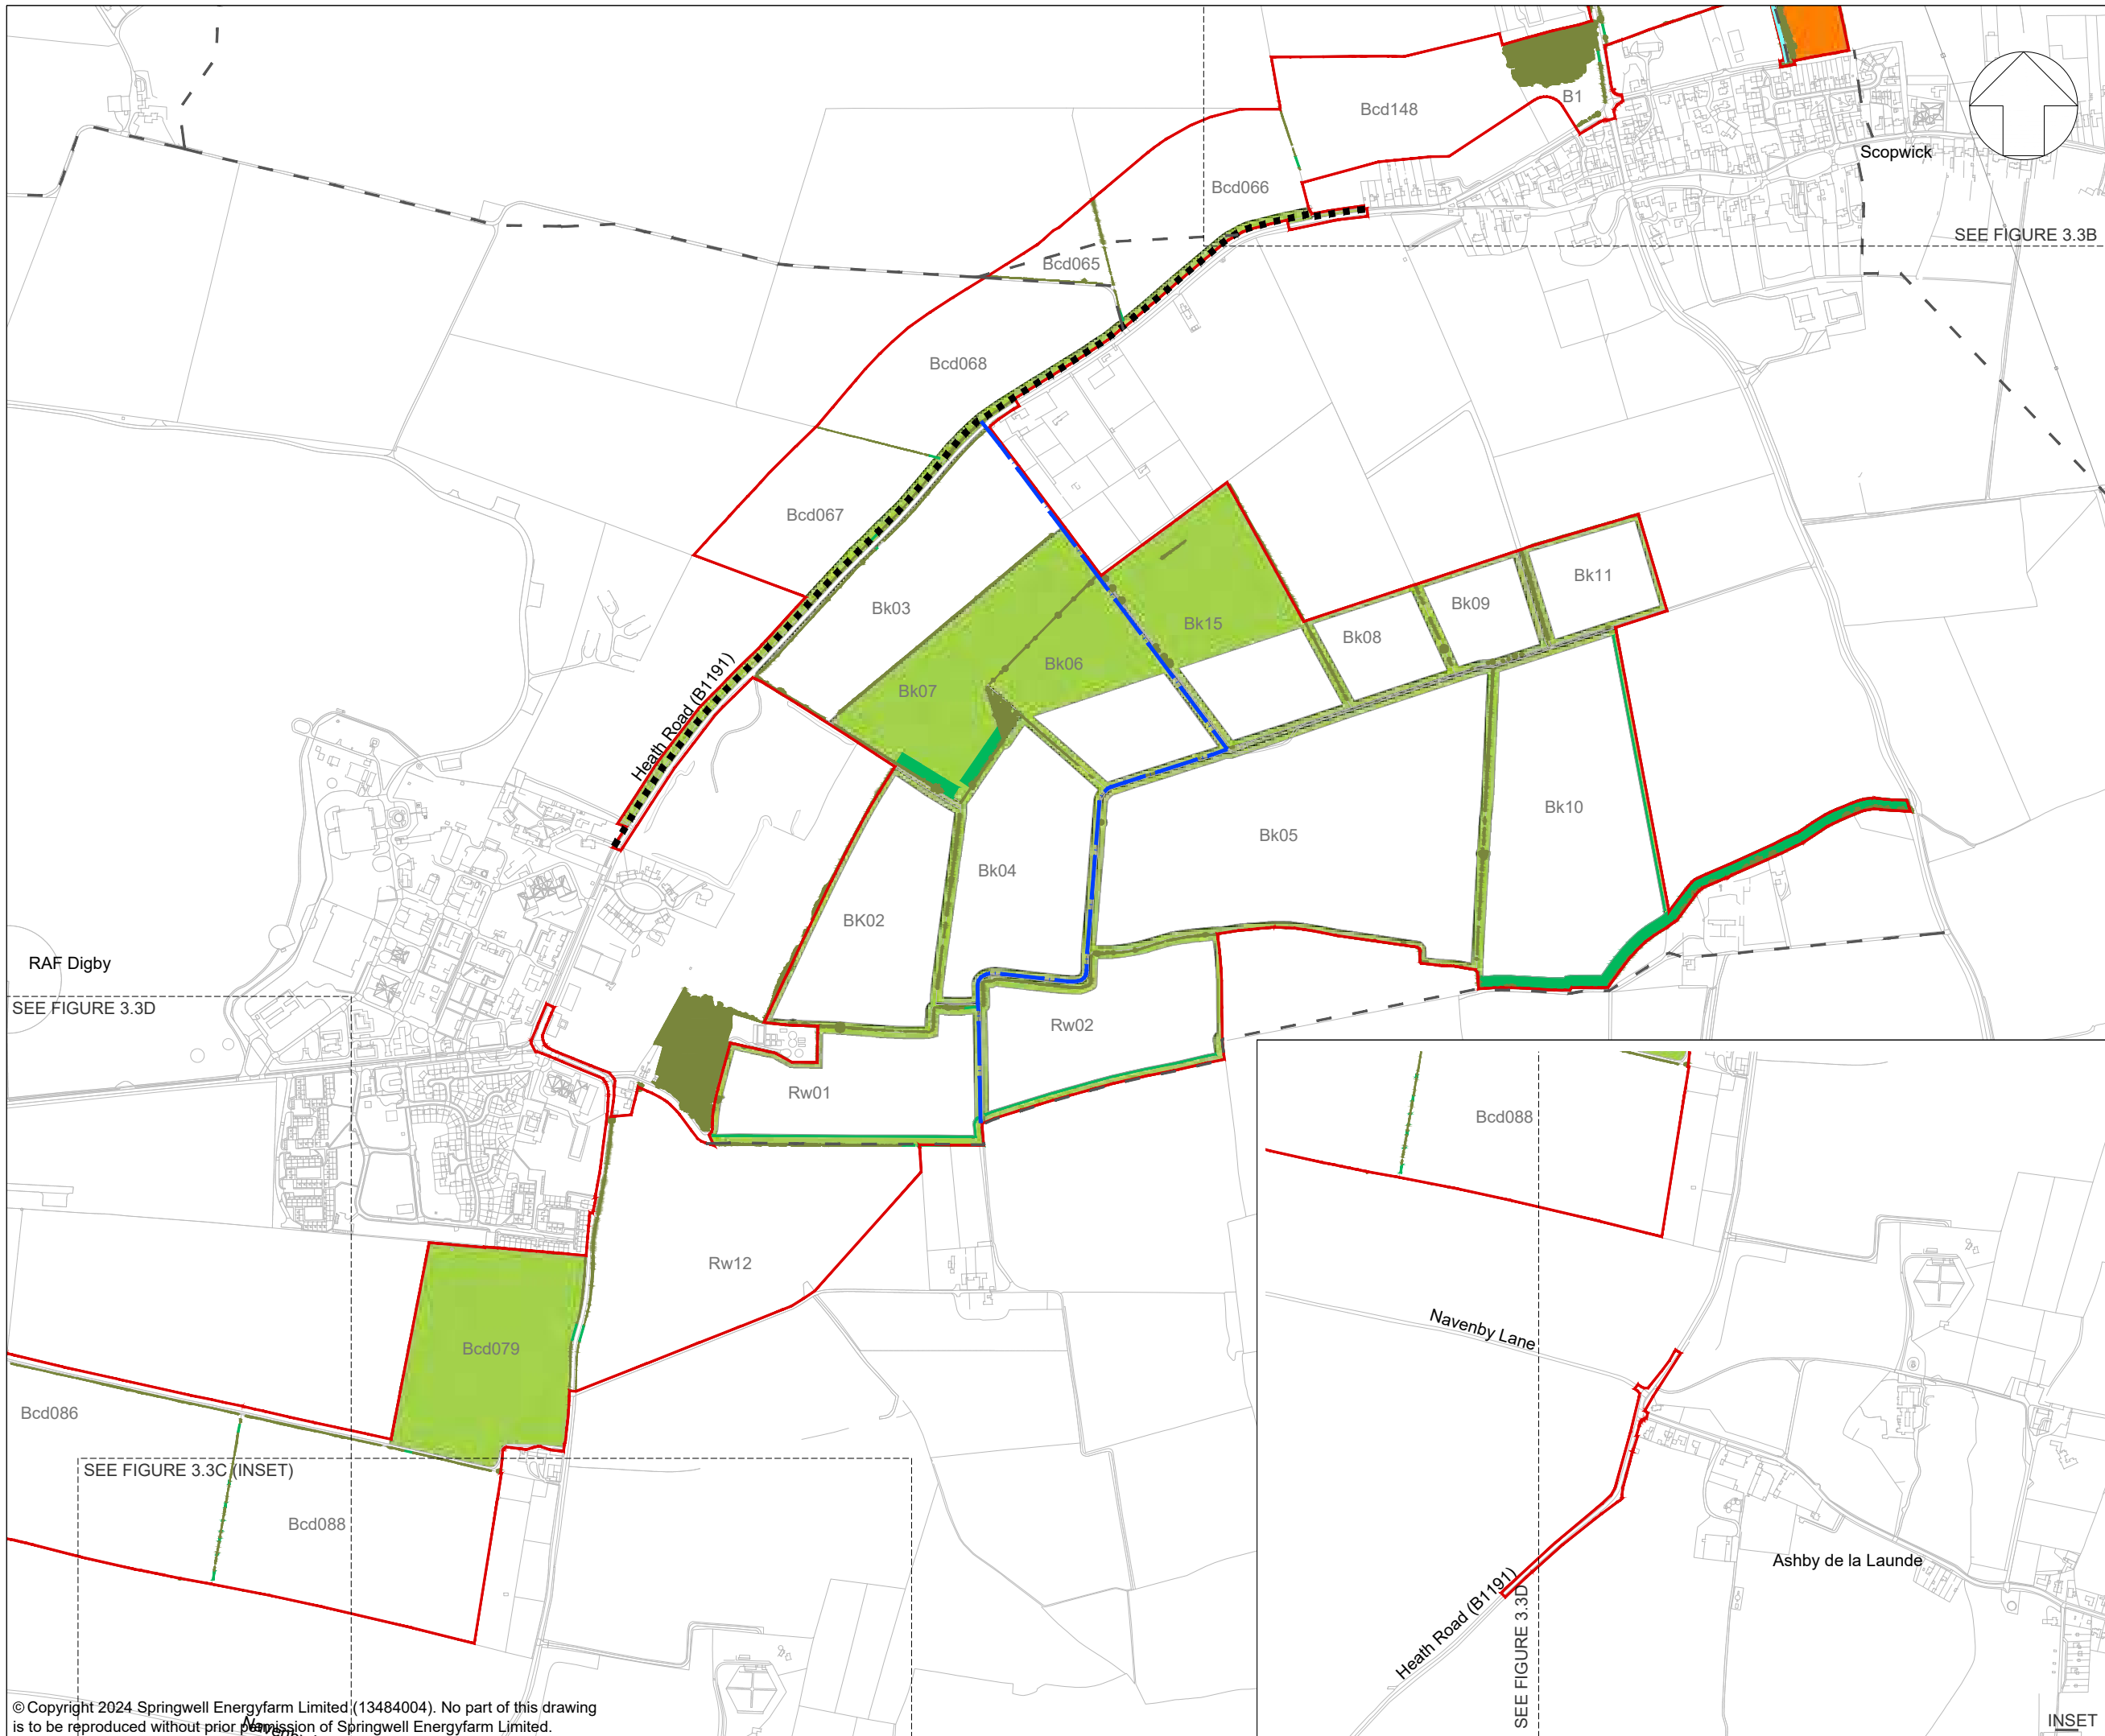 Bcd148
B1
Scopwick
Bcd066
SEE FIGURE 3.3B
Bcd065
Bcd068
Bcd067
Bk03
Bk11
Bk09
Bk15
Bk08
Bk06
Bk07
Heath Road (B1191)
Bk10
Bk05
Bk04
BK02
RAF Digby
SEE FIGURE 3.3D
Rw02
Rw01
Rw12
Bcd079
Bcd086
SEE FIGURE 3.3C (INSET)
Bcd088
Bcd088
Navenby Lane
Ashby de la Launde
Heath Road (B1191)
SEE FIGURE 3.3D
INSET
© Copyright 2024 Springwell Energyfarm Limited (13484004). No part of this drawing
is to be reproduced without prior permission of Springwell Energyfarm Limited.